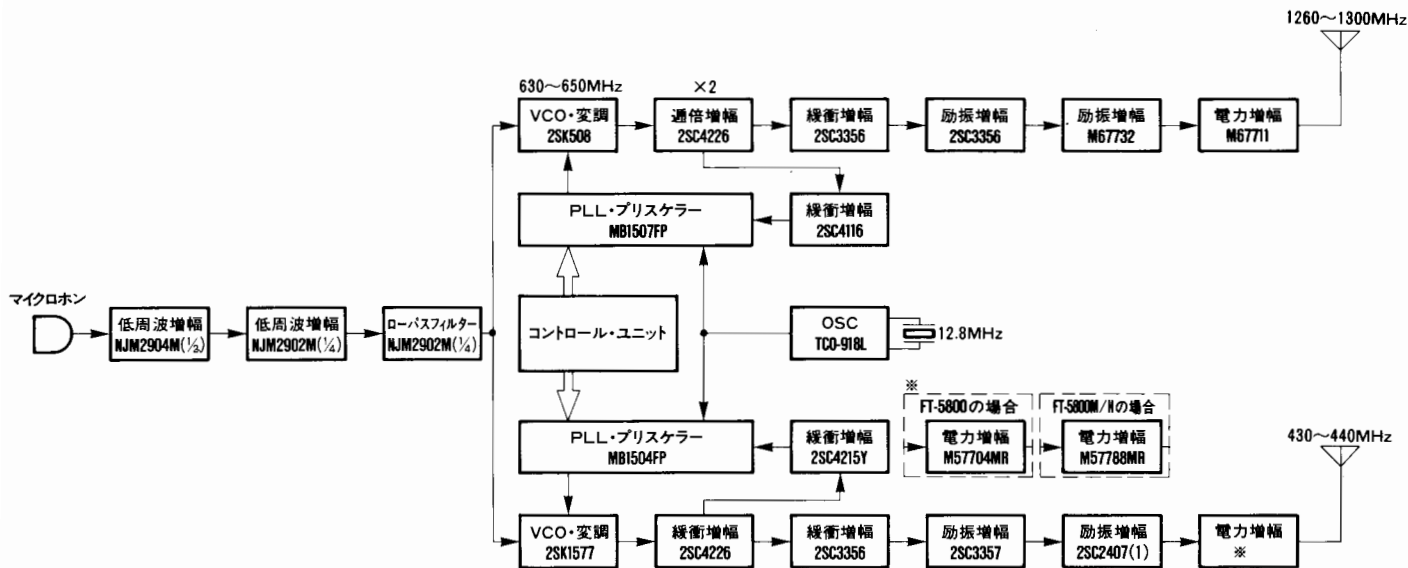 1260～1300MHz
630～650MHz
×2
VCO・変調
2SK508
逓倍増幅
2SC4226
緩衝増幅
2SC3356
励振増幅
2SC3356
励振増幅
M67732
電力増幅
M67711
PLL・プリスケラー
MB1507FP
緩衝増幅
2SC4116
マイクロホン
低周波増幅
NJM2904M(1/3)
低周波増幅
NJM2902M(1/4)
ローパスフィルター
NJM2902M(1/4)
コントロール・ユニット
OSC
TCO-918L
12.8MHz
※
FT-5800の場合
電力増幅
M57704MR
FT-5800M/Hの場合
電力増幅
M57788MR
PLL・プリスケラー
MB1504FP
緩衝増幅
2SC4215Y
430～440MHz
VCO・変調
2SK1577
緩衝増幅
2SC4226
緩衝増幅
2SC3356
励振増幅
2SC3357
励振増幅
2SC2407(1)
電力増幅
※